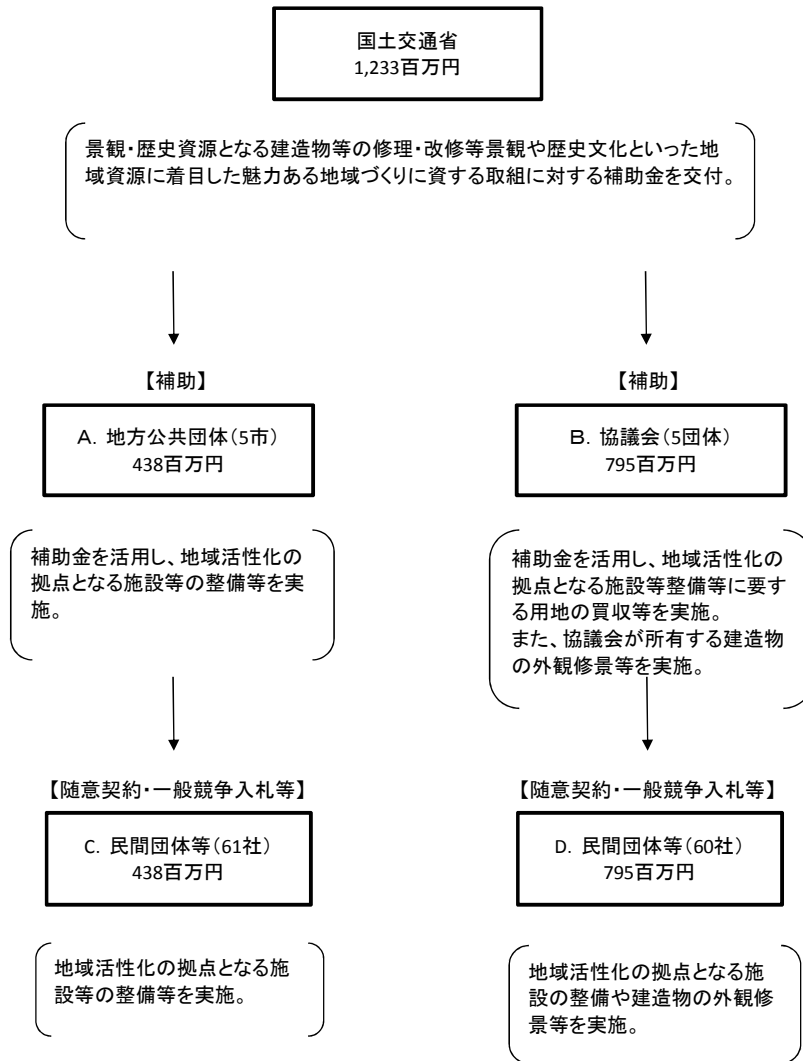 国土交通省
1,233百万円
景観・歴史資源となる建造物等の修理・改修等景観や歴史文化といった地
域資源に着目した魅力ある地域づくりに資する取組に対する補助金を交付。
【補助】
A. 地方公共団体(5市)
438百万円
補助金を活用し、地域活性化の
拠点となる施設等の整備等を実
施。
【随意契約・一般競争入札等】
C. 民間団体等(61社)
438百万円
地域活性化の拠点となる施
設等の整備等を実施。
【補助】
B. 協議会(5団体)
795百万円
補助金を活用し、地域活性化の
拠点となる施設等整備等に要す
る用地の買収等を実施。
また、協議会が所有する建造物
の外観修景等を実施。
【随意契約・一般競争入札等】
D. 民間団体等(60社)
795百万円
地域活性化の拠点となる施
設の整備や建造物の外観修
景等を実施。